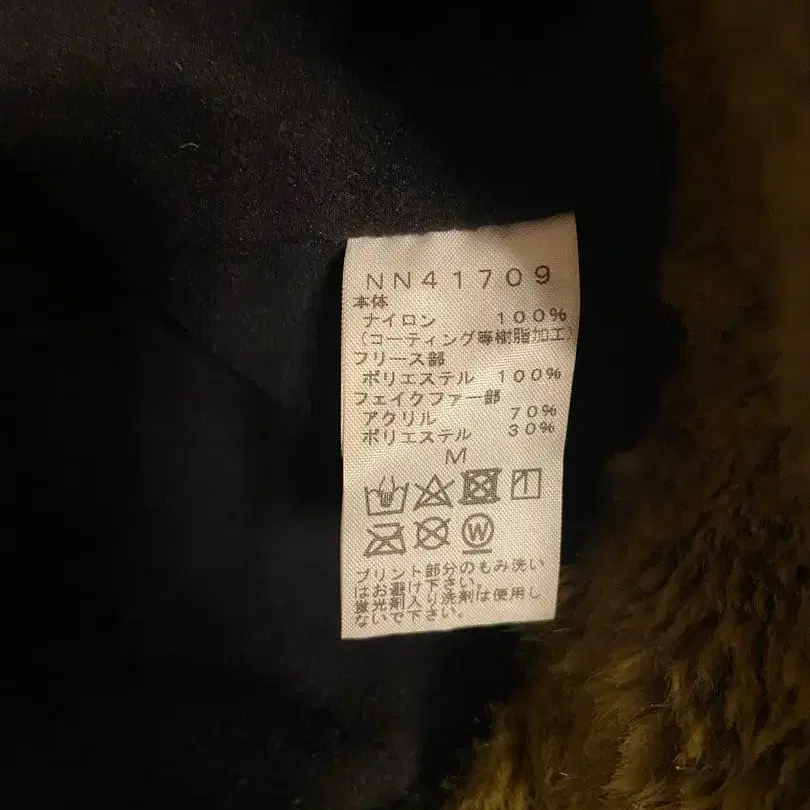 NN41709
本体
ナイロン 100%
(コーティング等樹脂加工)
フリース部
ポリエステル 100%
フェイクファー部
アクリル 70%
ポリエステル 30%
M
W
プリント部分のもみ洗い
はお避け下さい。
蛍光剤入り洗剤は使用し
ないで下さい。